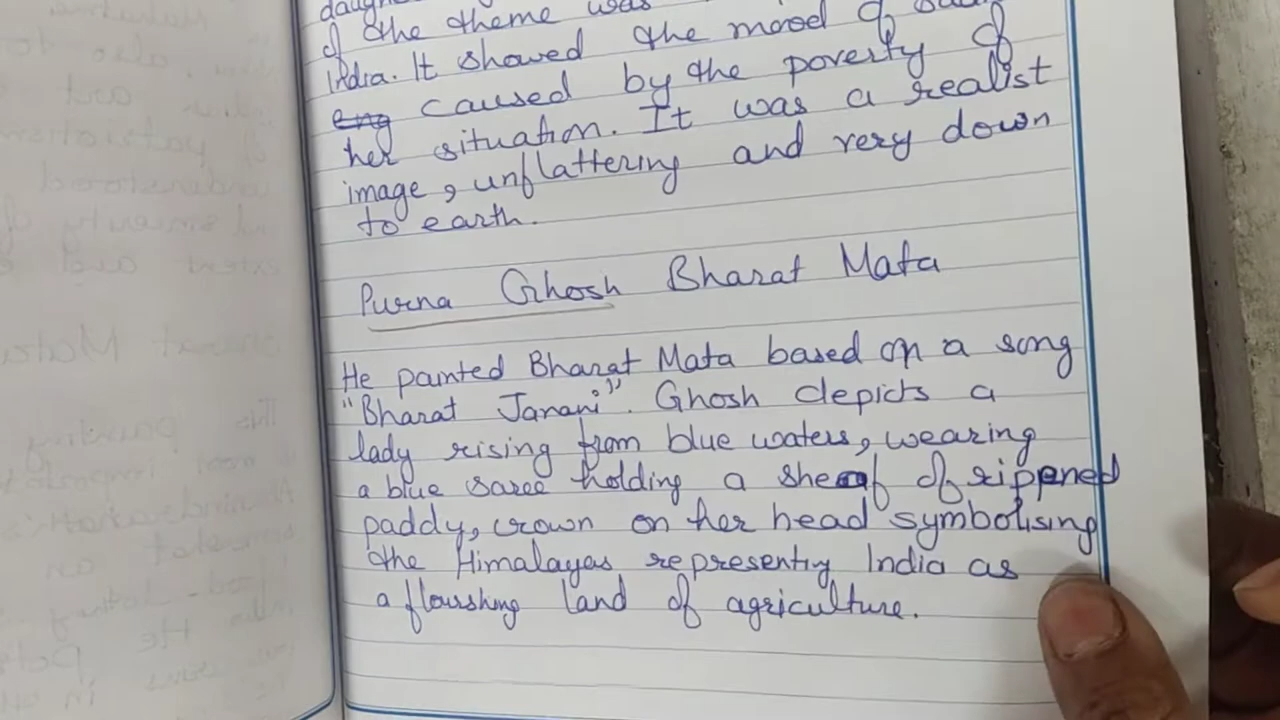 of the theme was
India. It showed the mood of
eng caused by the poverty of
her situation. It was a realist
image, unflattering and very down
to earth.
Purna Ghosh Bharat Mata
He painted Bharat Mata based on a song
"Bharat Janani". Ghosh depicts a
lady rising from blue waters, wearing
a blue saree holding a sheaf of rippened
paddy, crown on her head symbolising
the Himalayas representing India as
a flourshing land of agriculture.